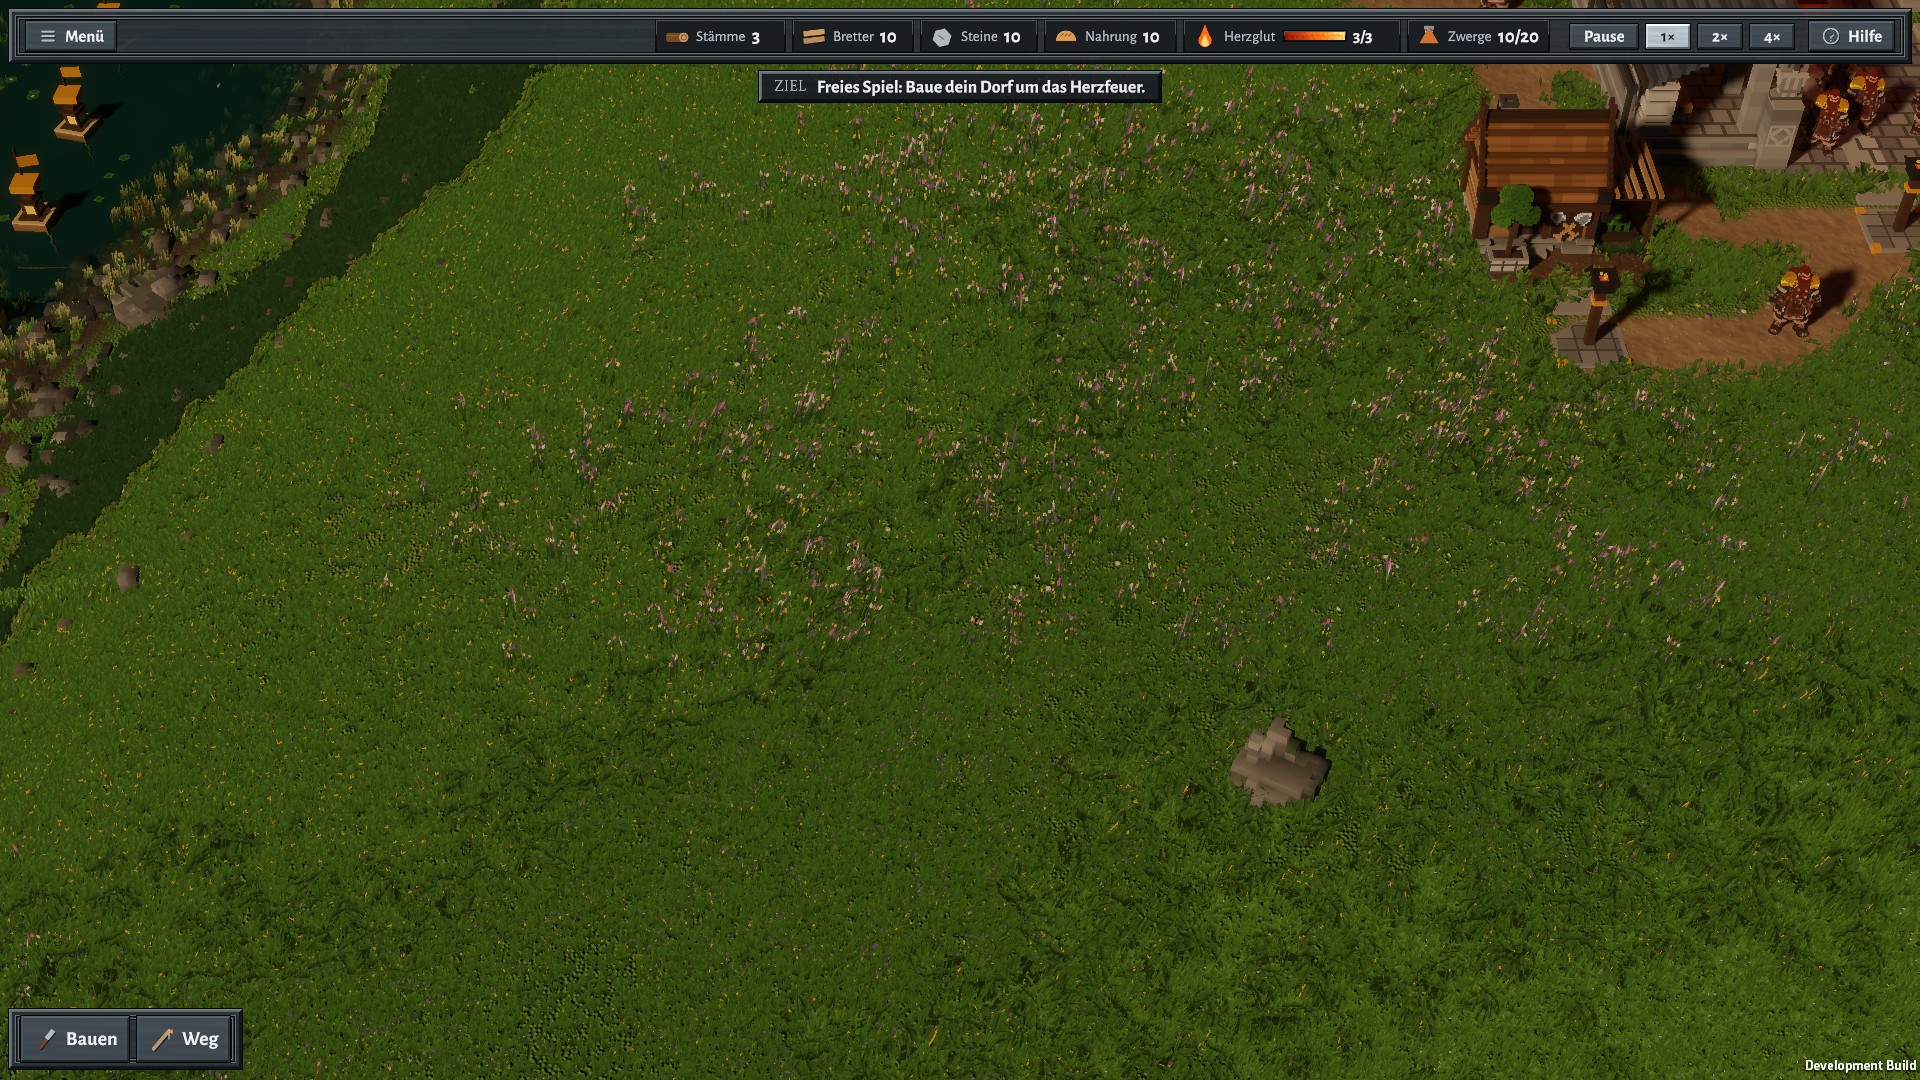 Menü
Stämme 3
Bretter 10
Steine 10
Nahrung 10
Herzglut 3/3
Zwerge 10/20
Pause
1×
2×
4×
Hilfe
ZIEL Freies Spiel: Baue dein Dorf um das Herzfeuer.
Bauen
Weg
Development Build